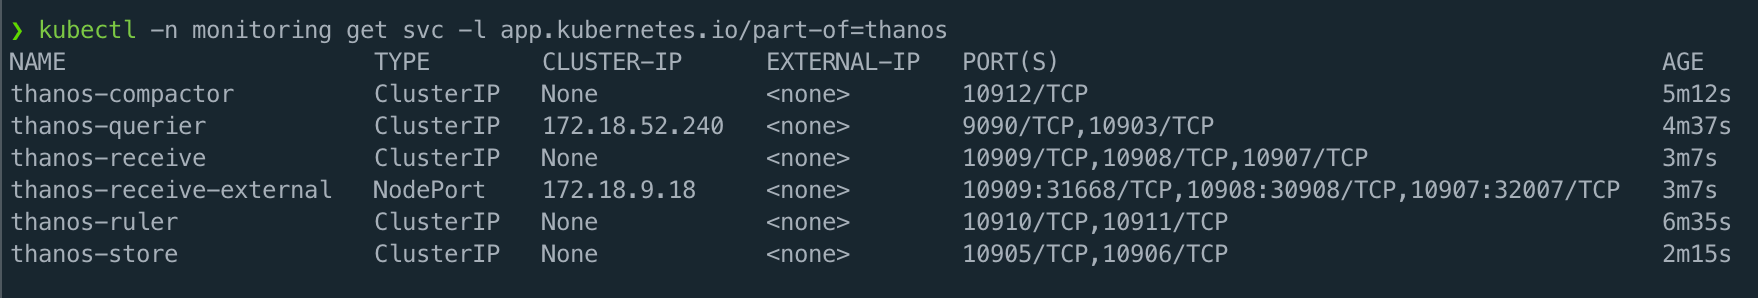 ❯ kubectl -n monitoring get svc -l app.kubernetes.io/part-of=thanos
NAME TYPE CLUSTER-IP EXTERNAL-IP PORT(S) AGE
thanos-compactor ClusterIP None <none> 10912/TCP 5m12s
thanos-querier ClusterIP 172.18.52.240 <none> 9090/TCP,10903/TCP 4m37s
thanos-receive ClusterIP None <none> 10909/TCP,10908/TCP,10907/TCP 3m7s
thanos-receive-external NodePort 172.18.9.18 <none> 10909:31668/TCP,10908:30908/TCP,10907:32007/TCP 3m7s
thanos-ruler ClusterIP None <none> 10910/TCP,10911/TCP 6m35s
thanos-store ClusterIP None <none> 10905/TCP,10906/TCP 2m15s